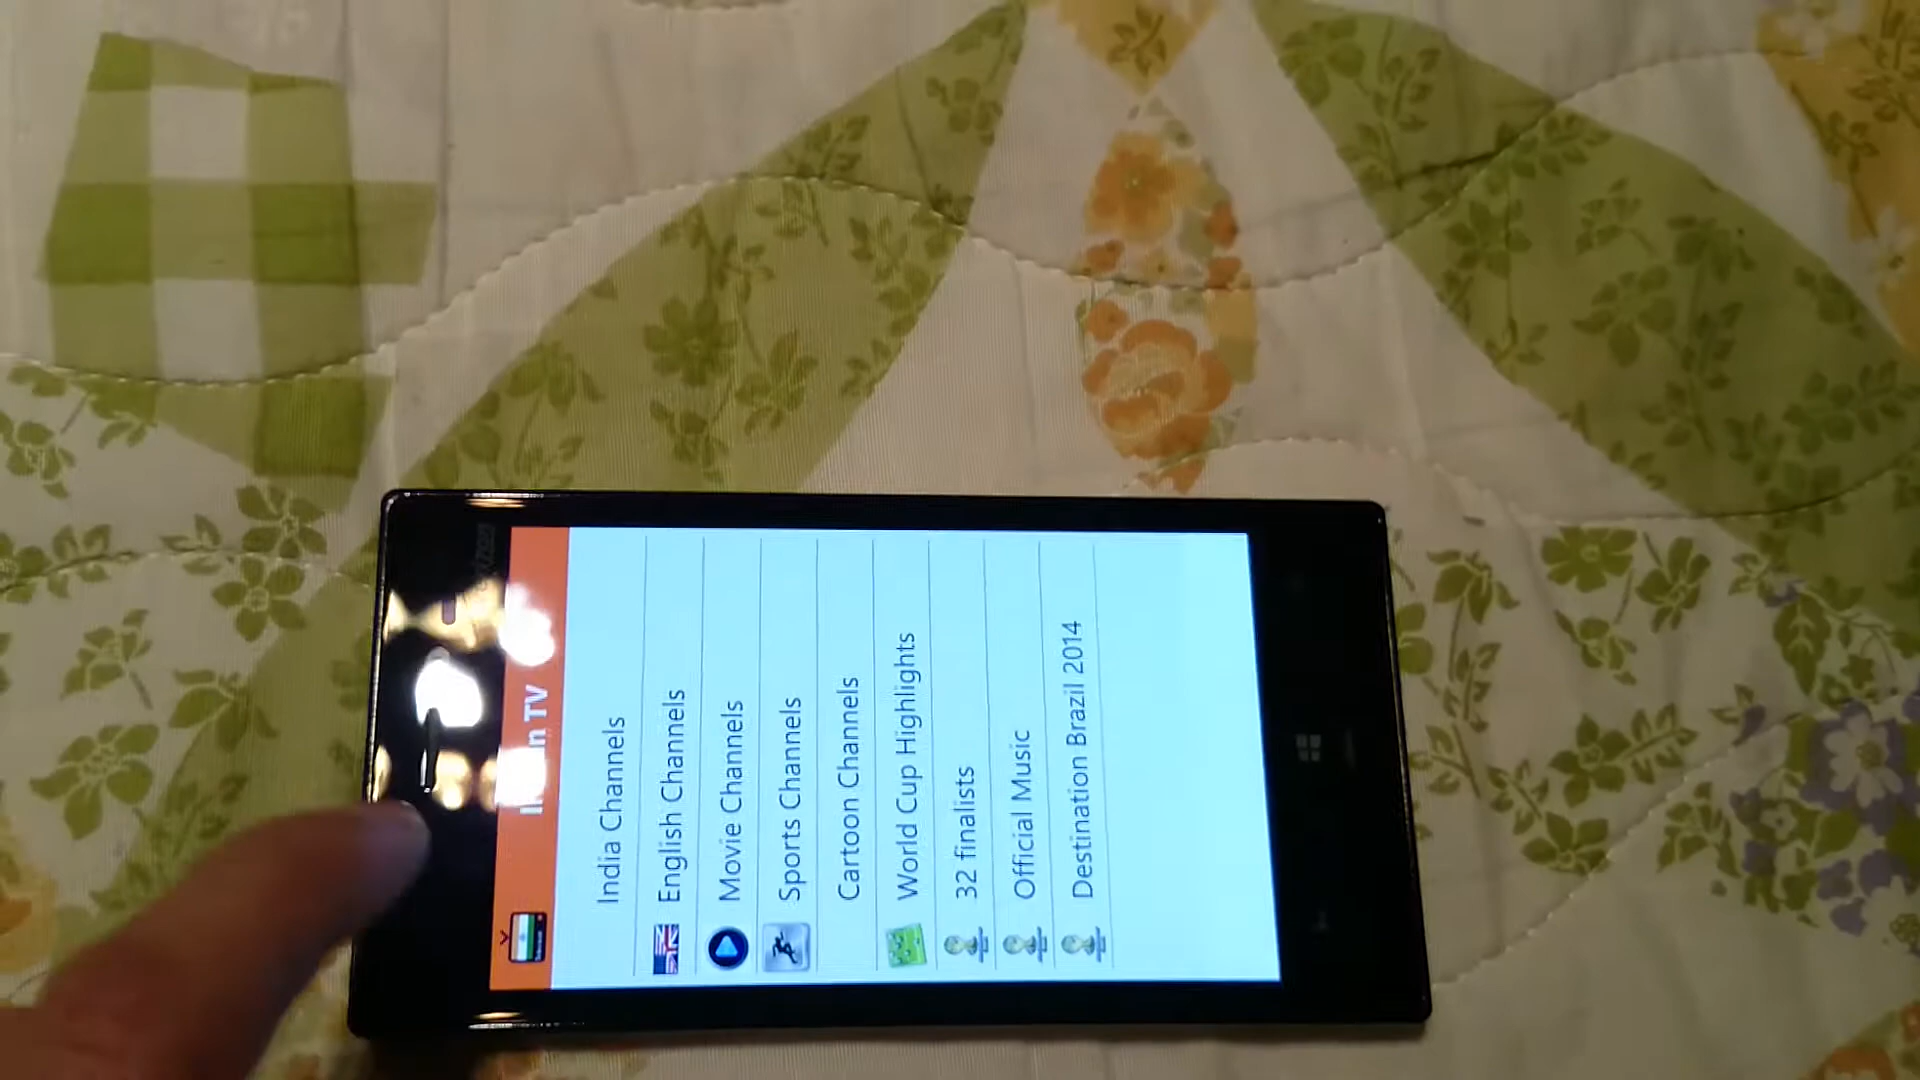 India Channels
English Channels
Movie Channels
Sports Channels
Cartoon Channels
World Cup Highlights
32 finalists
Official Music
Destination Brazil 2014
TV